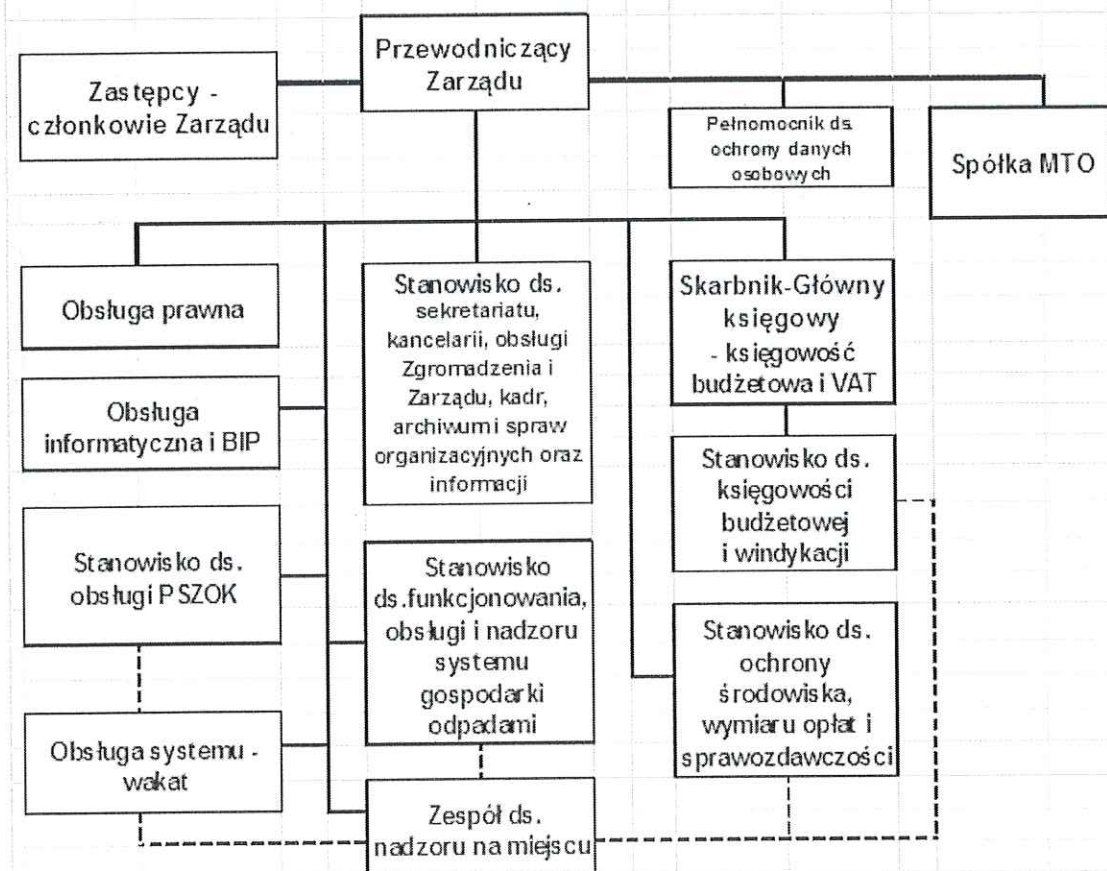 Przewodniczący
Zarządu
Zastępcy -
członkowie Zarządu
Pełnomocnik ds.
ochrony danych
osobowych
Spółka MTO
Obsługa prawna
Stanowisko ds.
sekretariatu,
kancelarii, obsługi
Zgromadzenia i
Zarządu, kadr,
archiwum i spraw
organizacyjnych oraz
informacji
Skarbnik-Główny
księgowy
- księgowość
budżetowa i VAT
Obsługa
informatyczna i BIP
Stanowisko ds.
księgowości
budżetowej
i windykacji
Stanowisko ds.
obsługi PSZOK
Stanowisko
ds.funkcjonowania,
obsługi i nadzoru
systemu
gospodarki
odpadami
Stanowisko ds.
ochrony
środowiska,
wymiaru opłat i
sprawozdawczości
Obsługa systemu -
wakat
Zespół ds.
nadzoru na miejscu